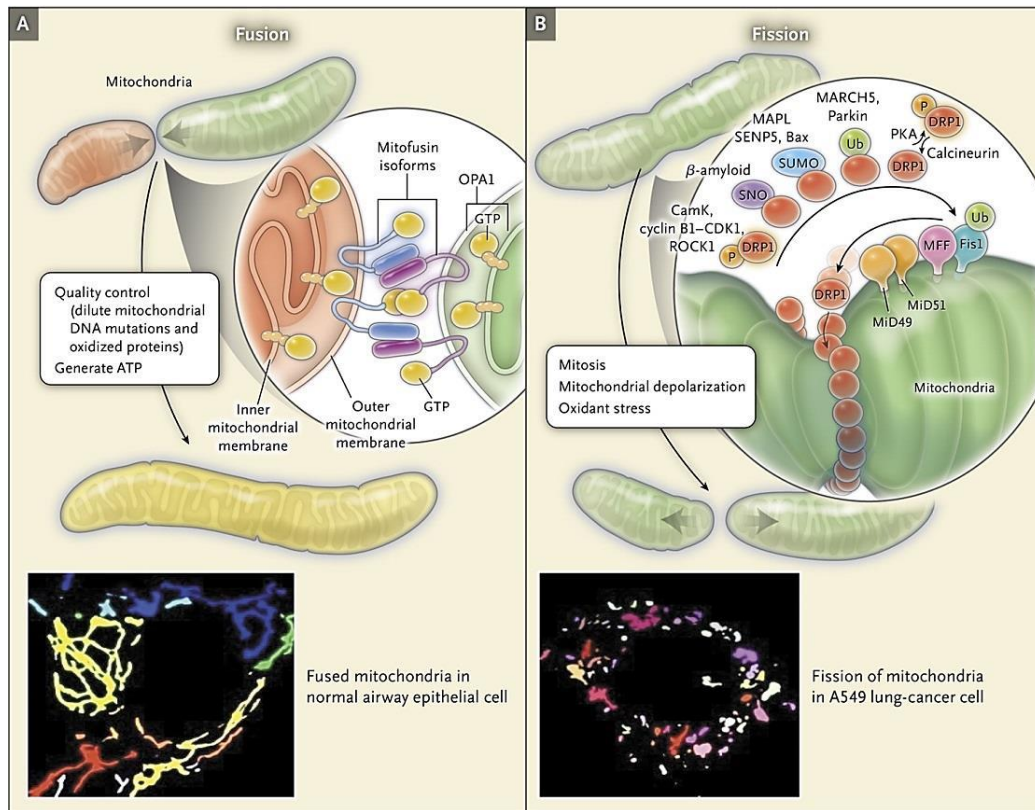 A
Fusion
Mitochondria
Mitofusin
isoforms
OPA1
GTP
Quality control
(dilute mitochondrial
DNA mutations and
oxidized proteins)
Generate ATP
Inner
mitochondrial
membrane
Outer
mitochondrial
membrane
GTP
Fused mitochondria in
normal airway epithelial cell
B
Fission
MARCH5,
Parkin
P
DRP1
MAPL
SENP5, Bax
Ub
PKA
Calcineurin
SUMO
DRP1
β-amyloid
SNO
CamK,
cyclin B1–CDK1,
ROCK1
P
DRP1
Ub
MFF
Fis1
DRP1
MiD51
MiD49
Mitosis
Mitochondrial depolarization
Oxidant stress
Mitochondria
Fission of mitochondria
in A549 lung-cancer cell